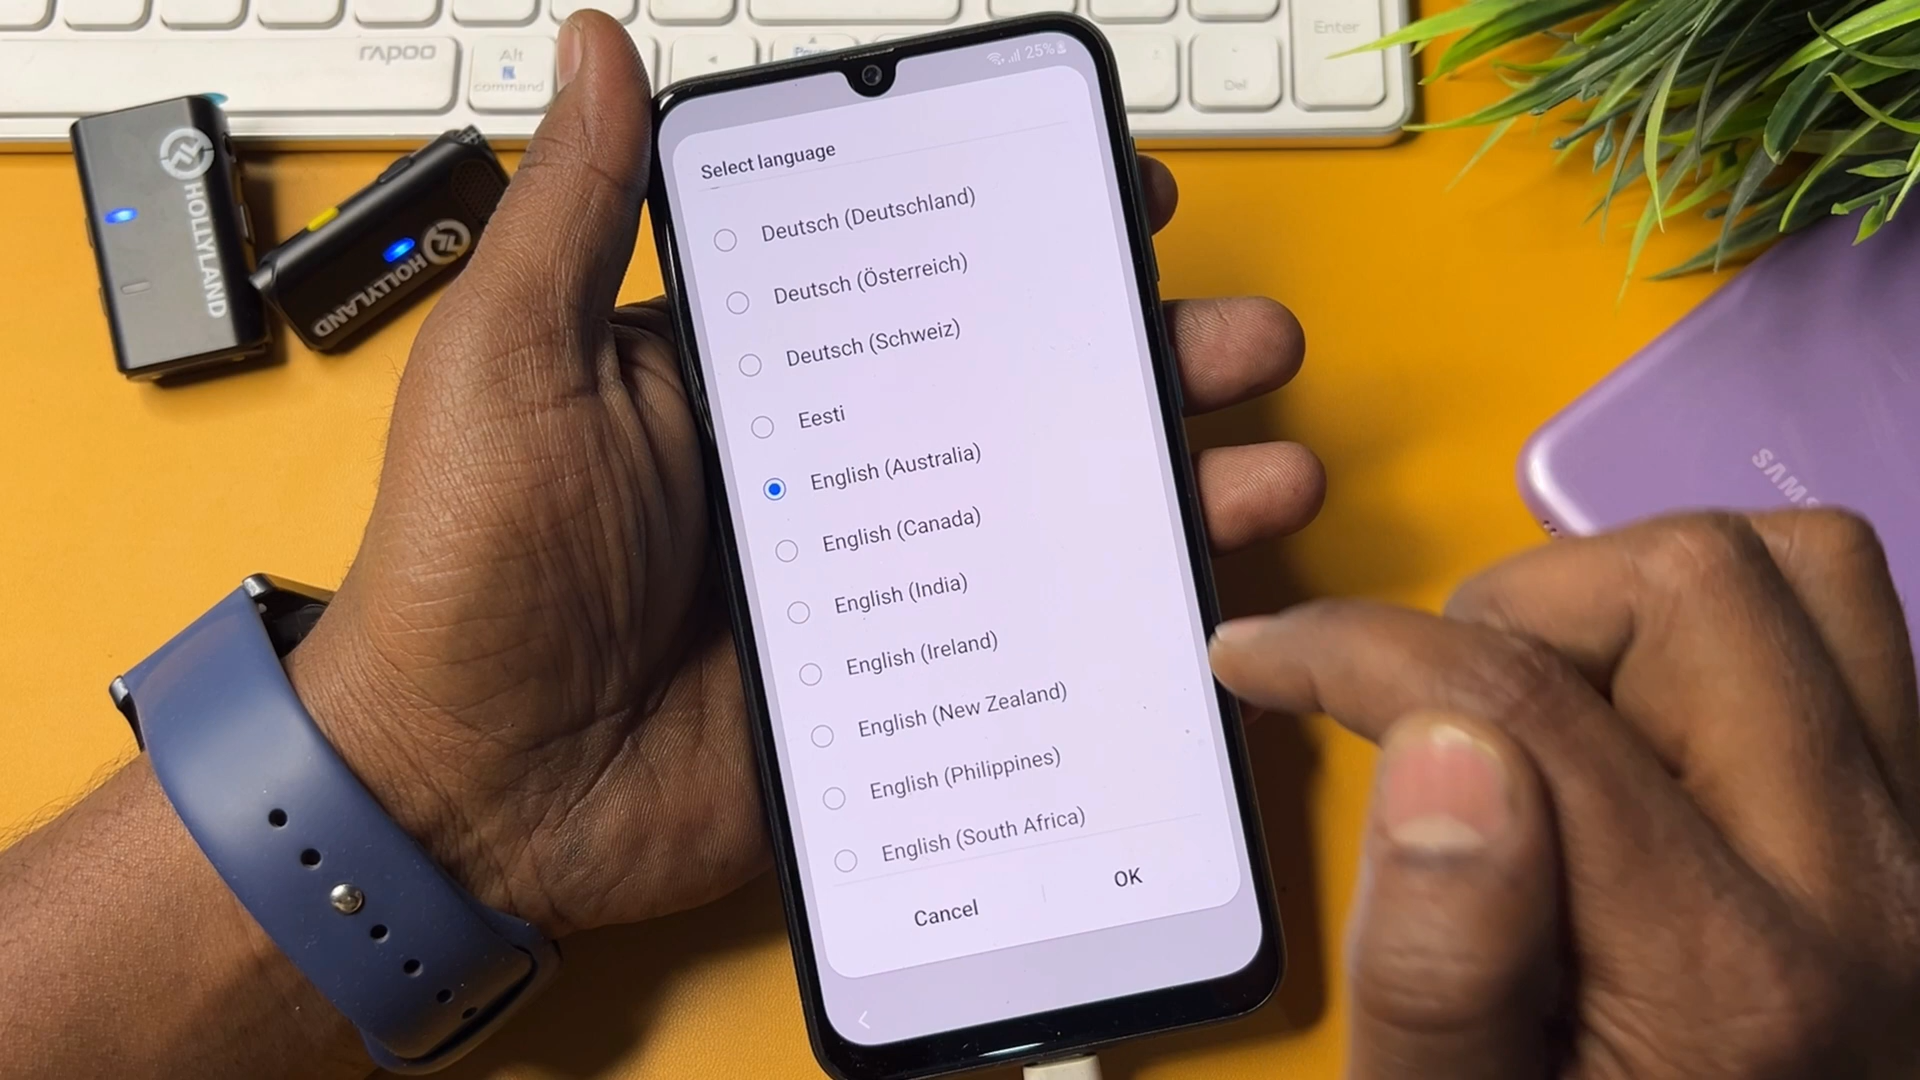 rapoo
Alt
command
Enter
Del
HOLLYLAND
HOLLYLAND
25%
Select language
Deutsch (Deutschland)
Deutsch (Österreich)
Deutsch (Schweiz)
Eesti
English (Australia)
English (Canada)
English (India)
English (Ireland)
English (New Zealand)
English (Philippines)
English (South Africa)
Cancel
OK